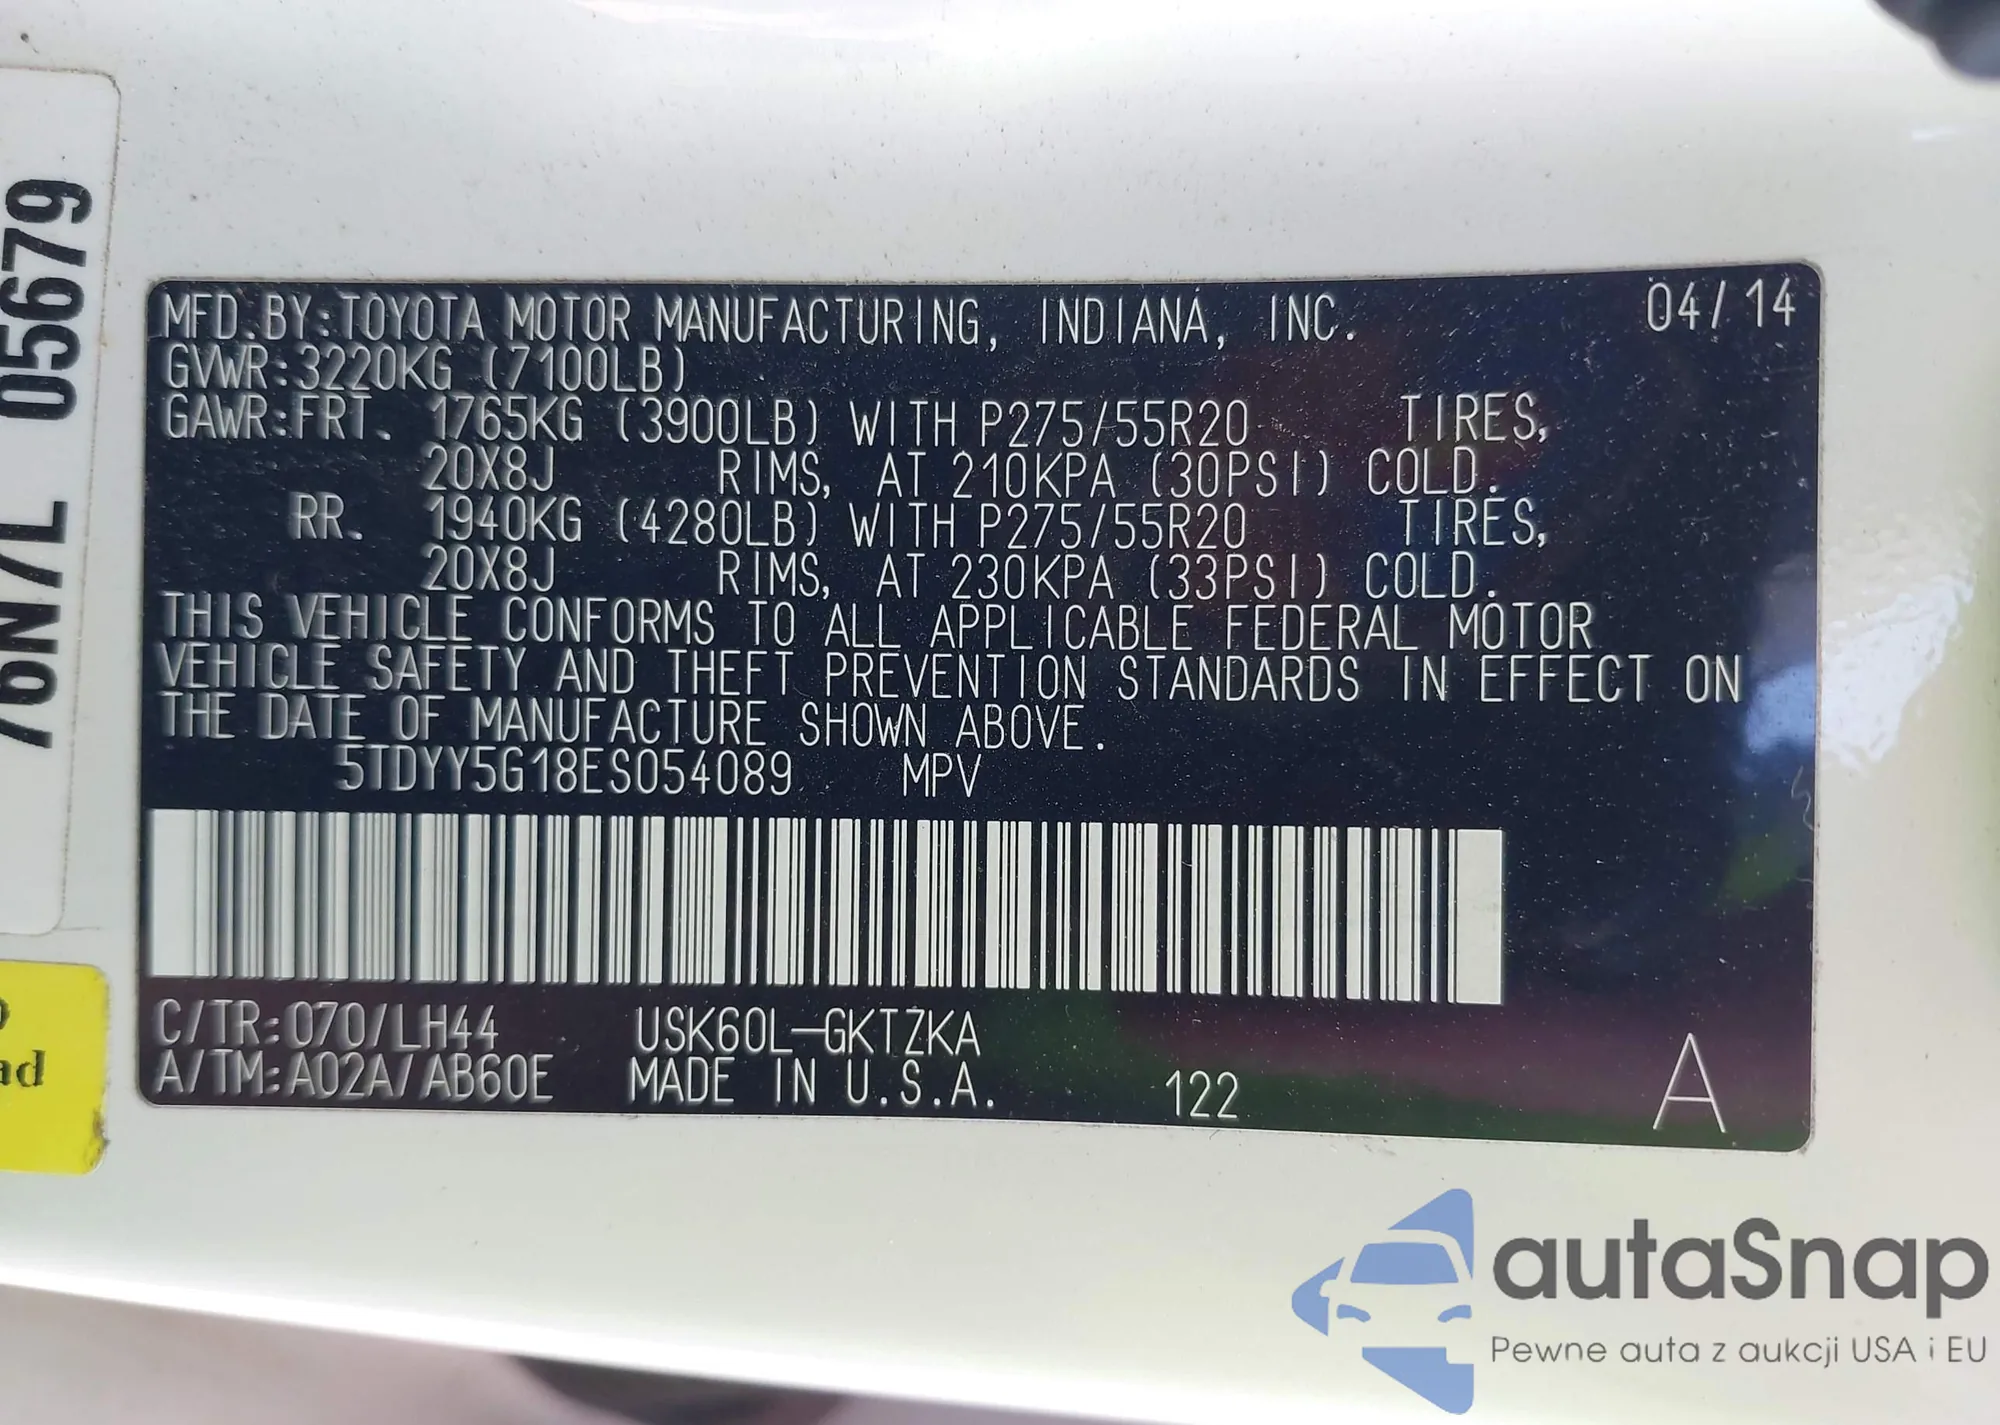 MFD.BY:TOYOTA MOTOR MANUFACTURING, INDIANA, INC. 04/14
GVWR:3220KG (7100LB)
GAWR:FRT. 1765KG (3900LB) WITH P275/55R20 TIRES,
20X8J RIMS, AT 210KPA (30PSI) COLD.
RR. 1940KG (4280LB) WITH P275/55R20 TIRES,
20X8J RIMS, AT 230KPA (33PSI) COLD.
THIS VEHICLE CONFORMS TO ALL APPLICABLE FEDERAL MOTOR
VEHICLE SAFETY AND THEFT PREVENTION STANDARDS IN EFFECT ON
THE DATE OF MANUFACTURE SHOWN ABOVE.
5TDYY5G18ES054089 MPV
C/TR:070/LH44 USK60L-GKTZKA
A/TM:A02A/AB60E MADE IN U.S.A. 122 A
76N7L 05679
autaSnap
Pewne auta z aukcji USA i EU